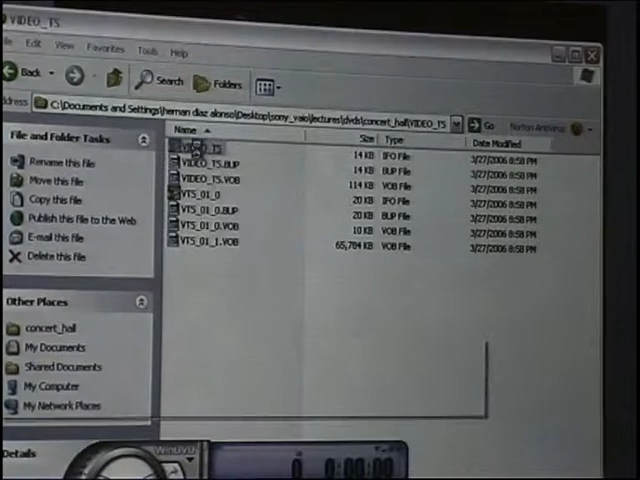 VIDEO_TS
File Edit View Favorites Tools Help
Back Search Folders
Address C:\Documents and Settings\hernan diaz alonso\Desktop\sony_vaio\lectures\dvds\concert_hall\VIDEO_TS Go Norton Antivirus
File and Folder Tasks
Rename this file
Move this file
Copy this file
Publish this file to the Web
E-mail this file
Delete this file
Other Places
concert_hall
My Documents
Shared Documents
My Computer
My Network Places
Details
Name Size Type Date Modified
VIDEO_TS 14 KB IFO File 3/27/2006 8:58 PM
VIDEO_TS.BUP 14 KB BUP File 3/27/2006 8:58 PM
VIDEO_TS.VOB 114 KB VOB File 3/27/2006 8:58 PM
VTS_01_0 20 KB IFO File 3/27/2006 8:58 PM
VTS_01_0.BUP 20 KB BUP File 3/27/2006 8:58 PM
VTS_01_0.VOB 10 KB VOB File 3/27/2006 8:58 PM
VTS_01_1.VOB 65,784 KB VOB File 3/27/2006 8:58 PM
WinDVD
0 0:00:00